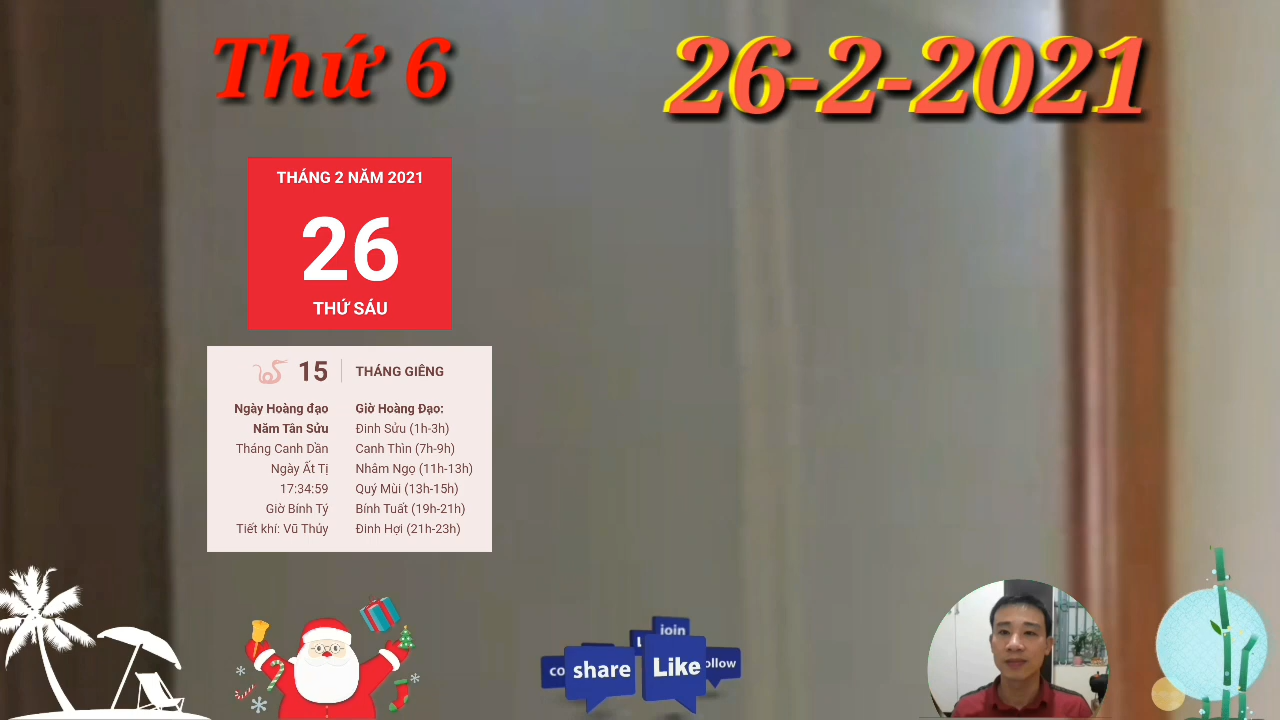 Thứ 6
26-2-2021
THÁNG 2 NĂM 2021
26
THỨ SÁU
15
THÁNG GIÊNG
Ngày Hoàng đạo
Năm Tân Sửu
Tháng Canh Dần
Ngày Ất Tị
17:34:59
Giờ Bính Tý
Tiết khí: Vũ Thủy
Giờ Hoàng Đạo:
Đinh Sửu (1h-3h)
Canh Thìn (7h-9h)
Nhâm Ngọ (11h-13h)
Quý Mùi (13h-15h)
Bính Tuất (19h-21h)
Đinh Hợi (21h-23h)
join
L
co
share
Like
ollow